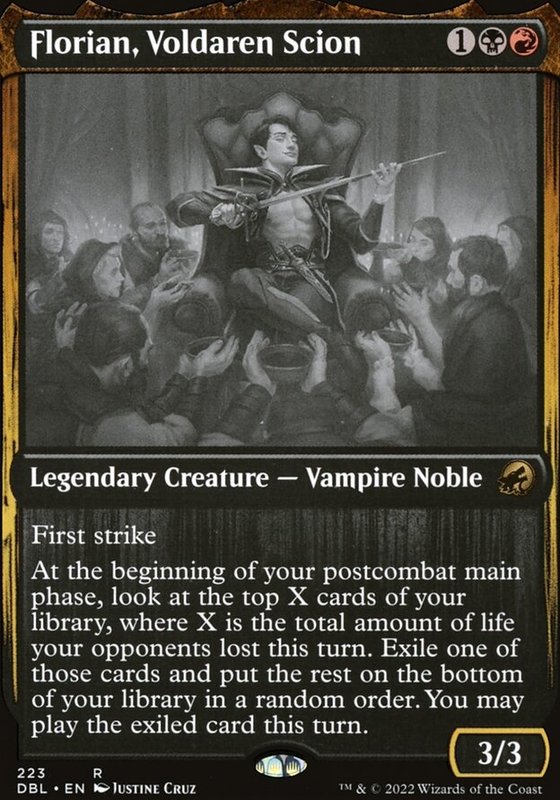 Florian, Voldaren Scion 1
Legendary Creature — Vampire Noble
First strike
At the beginning of your postcombat main
phase, look at the top X cards of your
library, where X is the total amount of life
your opponents lost this turn. Exile one of
those cards and put the rest on the bottom
of your library in a random order. You may
play the exiled card this turn.
3/3
223 R
DBL • EN JUSTINE CRUZ
™ & © 2022 Wizards of the Coast